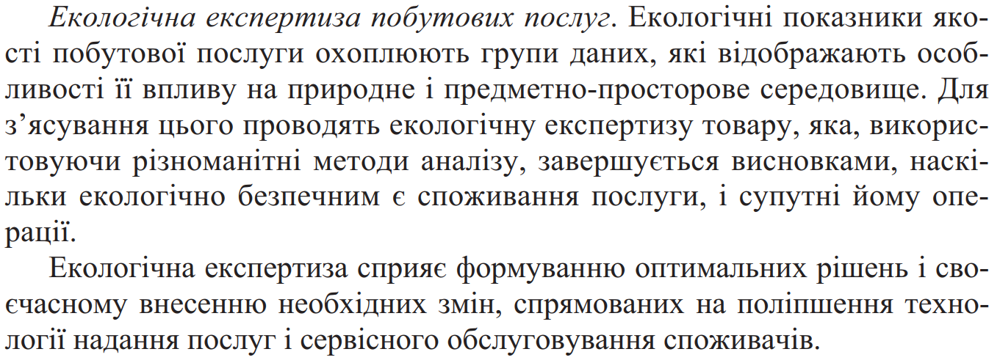 Екологічна експертиза побутових послуг. Екологічні показники яко-
сті побутової послуги охоплюють групи даних, які відображають особ-
ливості її впливу на природне і предметно-просторове середовище. Для
з’ясування цього проводять екологічну експертизу товару, яка, викорис-
товуючи різноманітні методи аналізу, завершується висновками, наскі-
льки екологічно безпечним є споживання послуги, і супутні йому опе-
рації.
Екологічна експертиза сприяє формуванню оптимальних рішень і сво-
єчасному внесенню необхідних змін, спрямованих на поліпшення техно-
логії надання послуг і сервісного обслуговування споживачів.